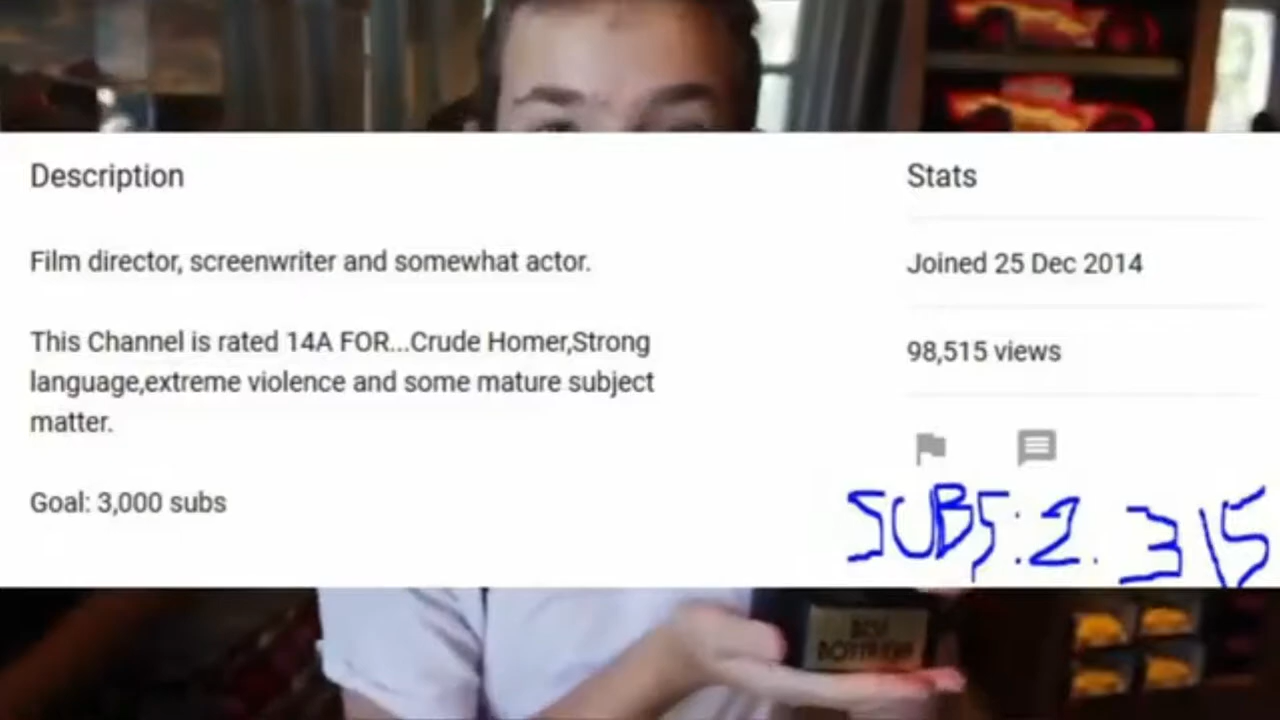 Description
Film director, screenwriter and somewhat actor.
This Channel is rated 14A FOR...Crude Homer,Strong
language,extreme violence and some mature subject
matter.
Goal: 3,000 subs
Stats
Joined 25 Dec 2014
98,515 views
SUBS:2.315